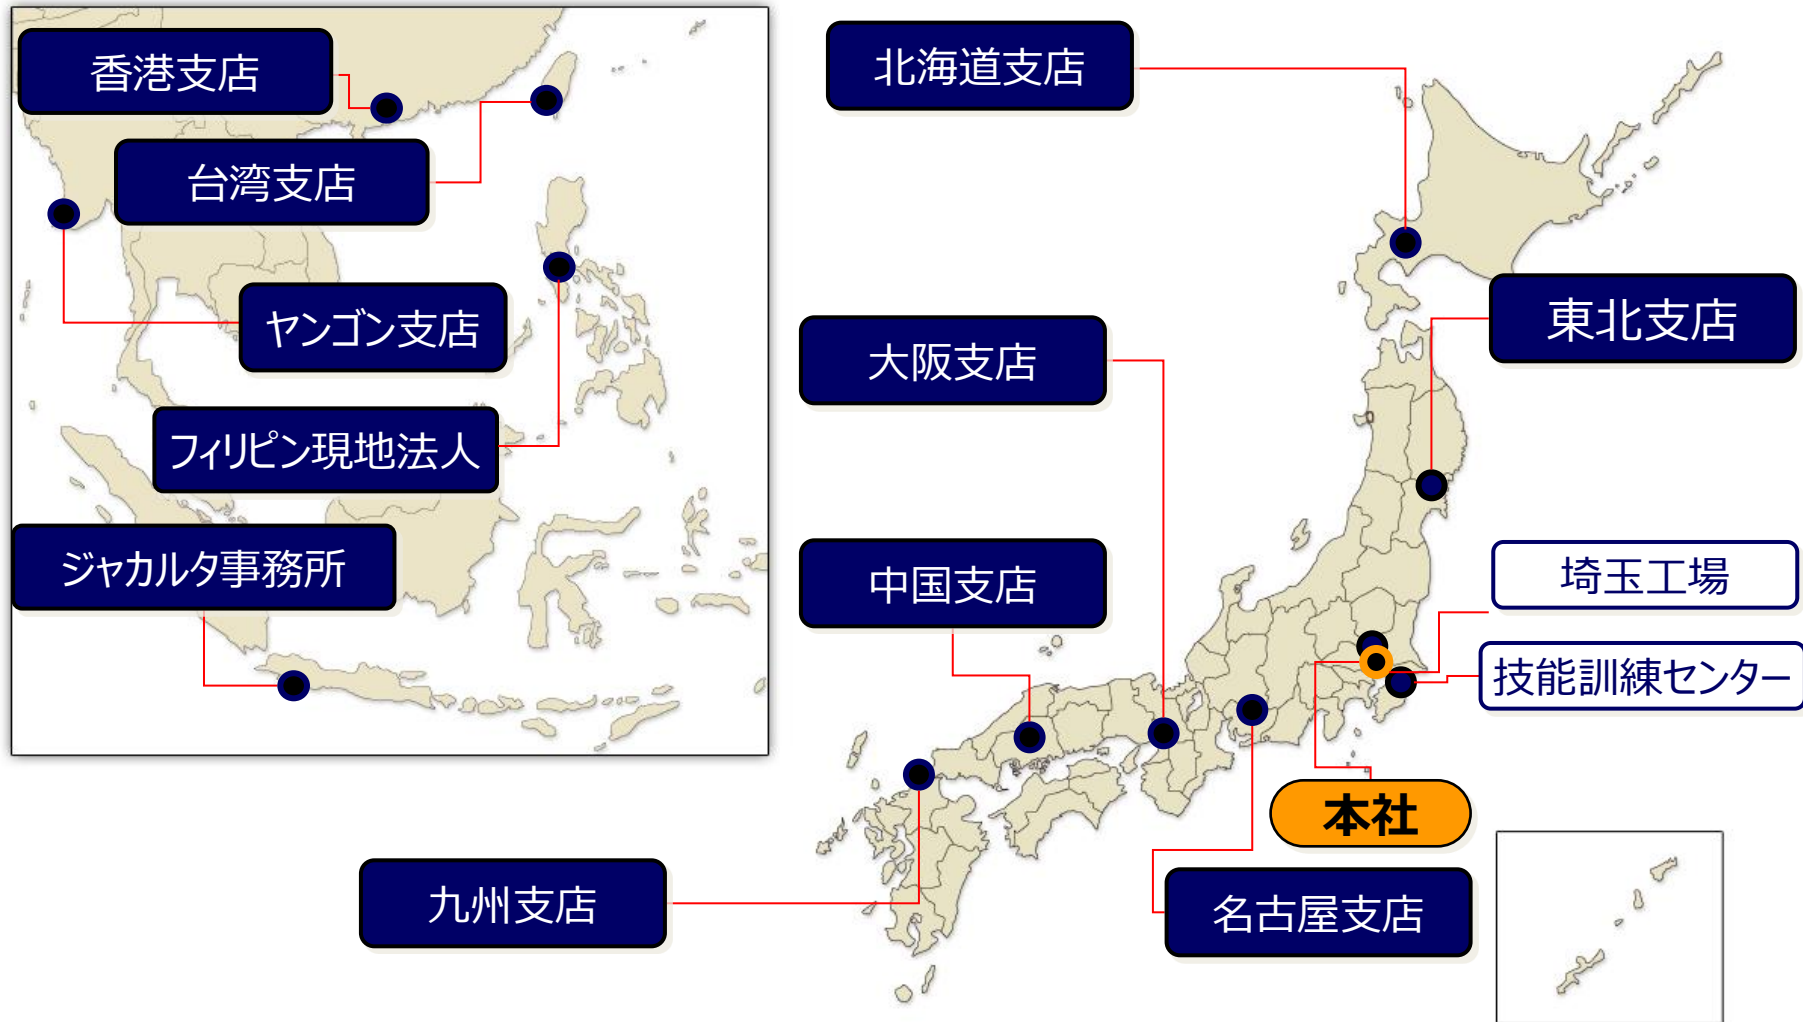 香港支店
台湾支店
ヤンゴン支店
フィリピン現地法人
ジャカルタ事務所
北海道支店
東北支店
大阪支店
中国支店
埼玉工場
技能訓練センター
本社
九州支店
名古屋支店